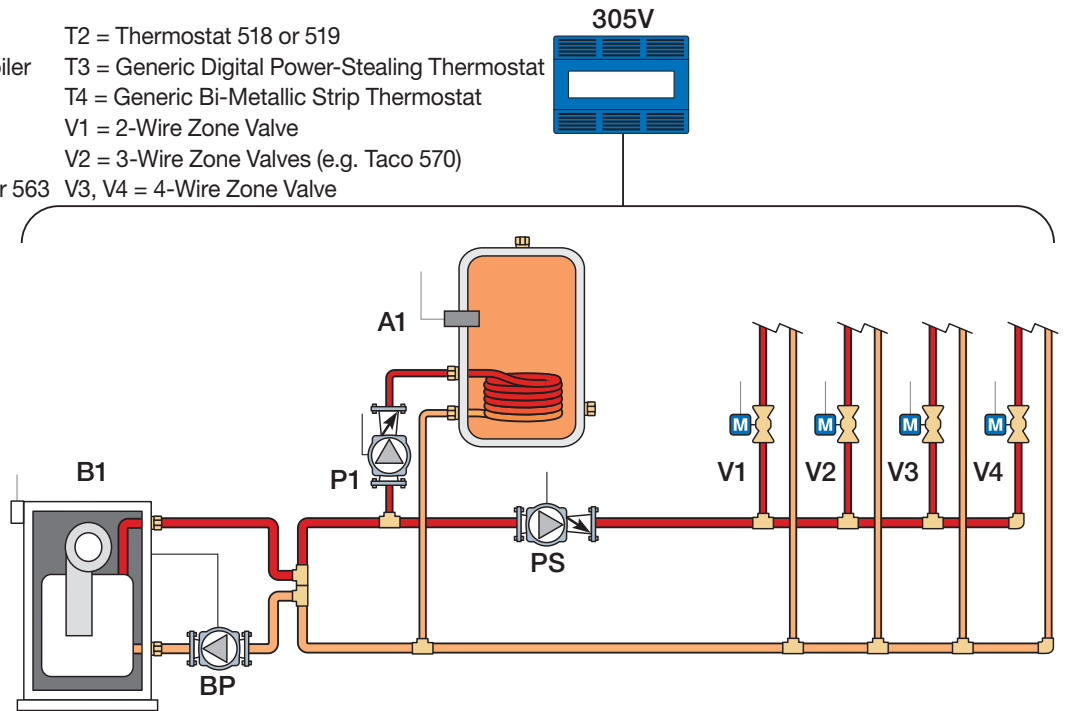 305V
T2 = Thermostat 518 or 519
T3 = Generic Digital Power-Stealing Thermostat
T4 = Generic Bi-Metallic Strip Thermostat
V1 = 2-Wire Zone Valve
V2 = 3-Wire Zone Valves (e.g. Taco 570)
563 V3, V4 = 4-Wire Zone Valve
A1
B1
P1
PS
BP
M
M
M
M
V1
V2
V3
V4